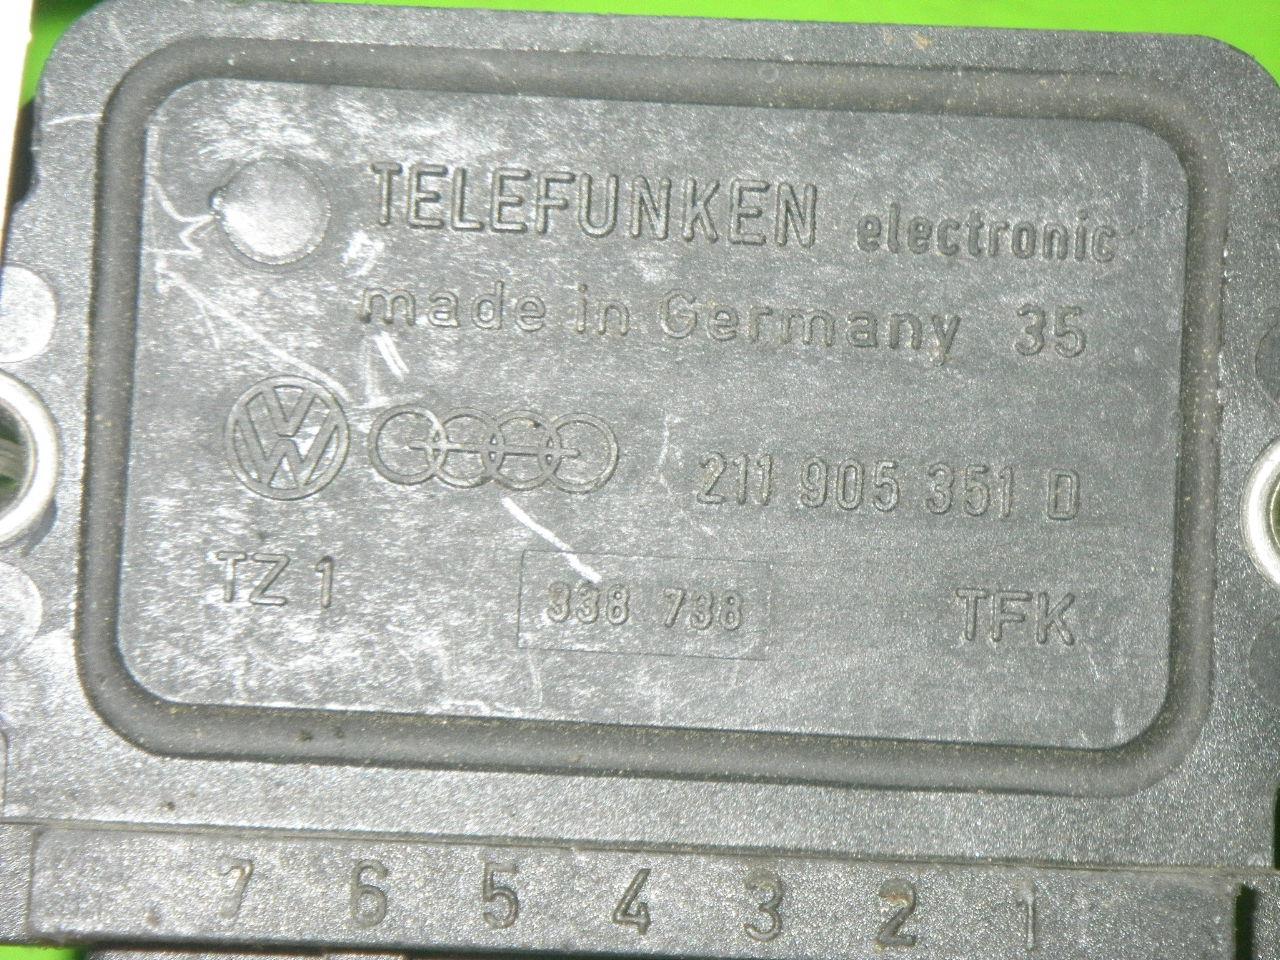 TELEFUNKEN electronic
made in Germany 35
VW 211 905 351 D
TZ 1 338 738 TFK
7 6 5 4 3 2 1